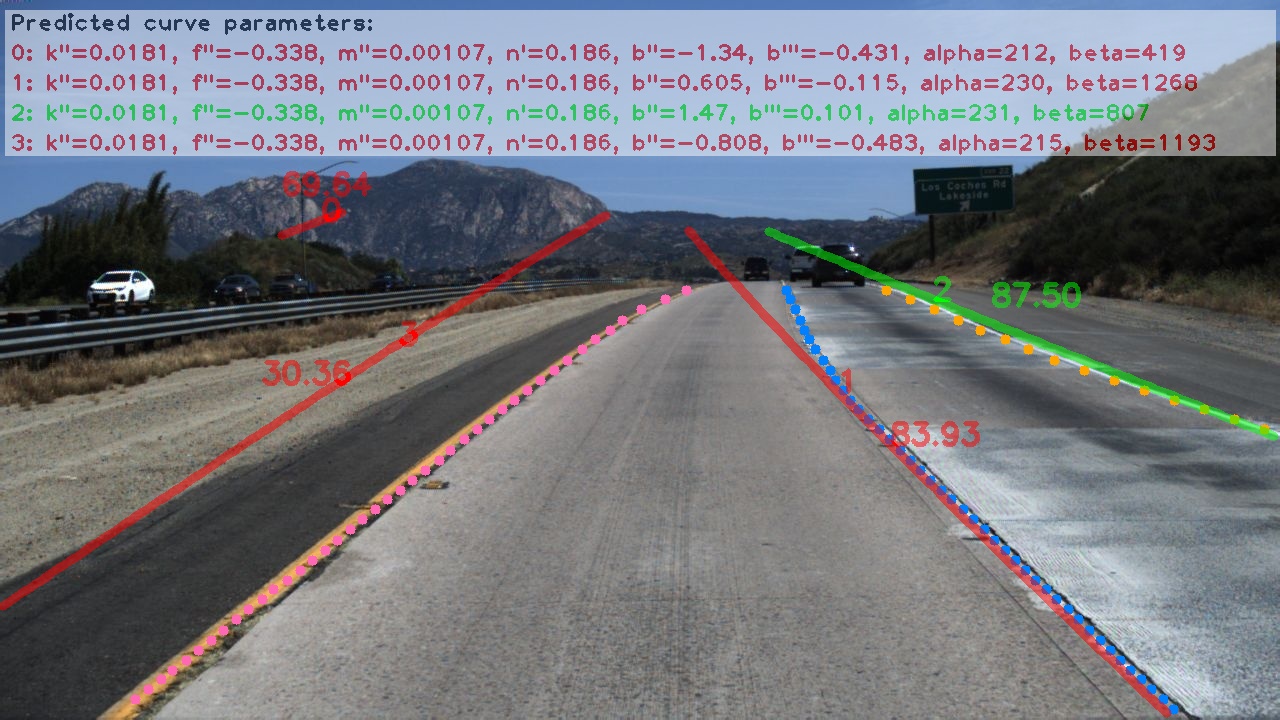 Predicted curve parameters:
0: k''=0.0181, f''=-0.338, m''=0.00107, n'=0.186, b''=-1.34, b'''=-0.431, alpha=212, beta=419
1: k''=0.0181, f''=-0.338, m''=0.00107, n'=0.186, b''=0.605, b'''=-0.115, alpha=230, beta=1268
2: k''=0.0181, f''=-0.338, m''=0.00107, n'=0.186, b''=1.47, b'''=0.101, alpha=231, beta=807
3: k''=0.0181, f''=-0.338, m''=0.00107, n'=0.186, b''=-0.808, b'''=-0.483, alpha=215, beta=1193
69.64
0
Los Coches Rd
Lakeside
2 87.50
3
30.36
1
83.93